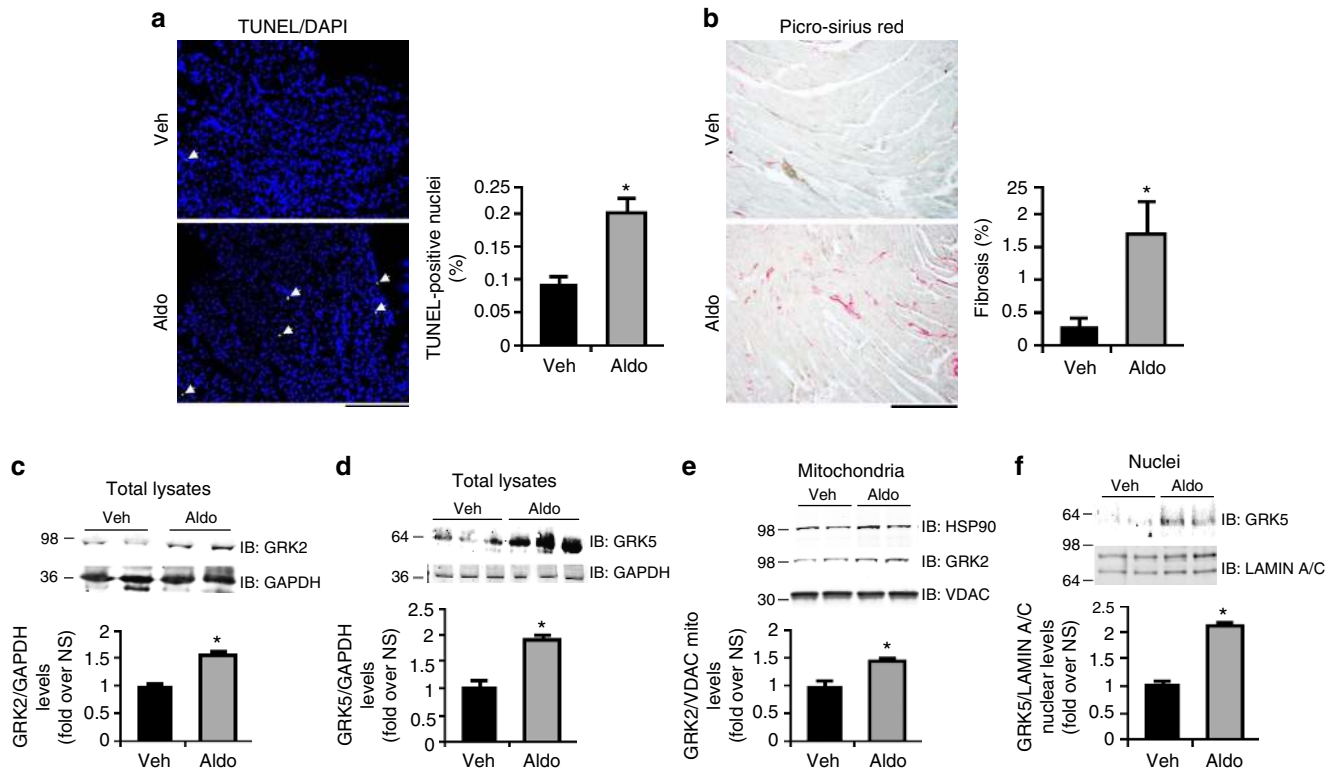 a
TUNEL/DAPI
Veh
Aldo
TUNEL-positive nuclei
(%)
0.25
0.2
0.15
0.1
0.05
0
*
Veh
Aldo
b
Picro-sirius red
Veh
Aldo
Fibrosis (%)
25
2
1.5
1
0.5
0
*
Veh
Aldo
c
Total lysates
Veh
Aldo
98
IB: GRK2
36
IB: GAPDH
GRK2/GAPDH
levels
(fold over NS)
2
1.5
1
0.5
0
*
Veh
Aldo
d
Total lysates
Veh
Aldo
64
IB: GRK5
36
IB: GAPDH
GRK5/GAPDH
levels
(fold over NS)
2.5
2
1.5
1
0.5
0
*
Veh
Aldo
e
Mitochondria
Veh
Aldo
98
IB: HSP90
98
IB: GRK2
30
IB: VDAC
GRK2/VDAC mito
levels
(fold over NS)
2
1.5
1
0.5
0
*
Veh
Aldo
f
Nuclei
Veh
Aldo
64
IB: GRK5
98
IB: LAMIN A/C
64
GRK5/LAMIN A/C
nuclear levels
(fold over NS)
2.5
2
1.5
1
0.5
0
*
Veh
Aldo